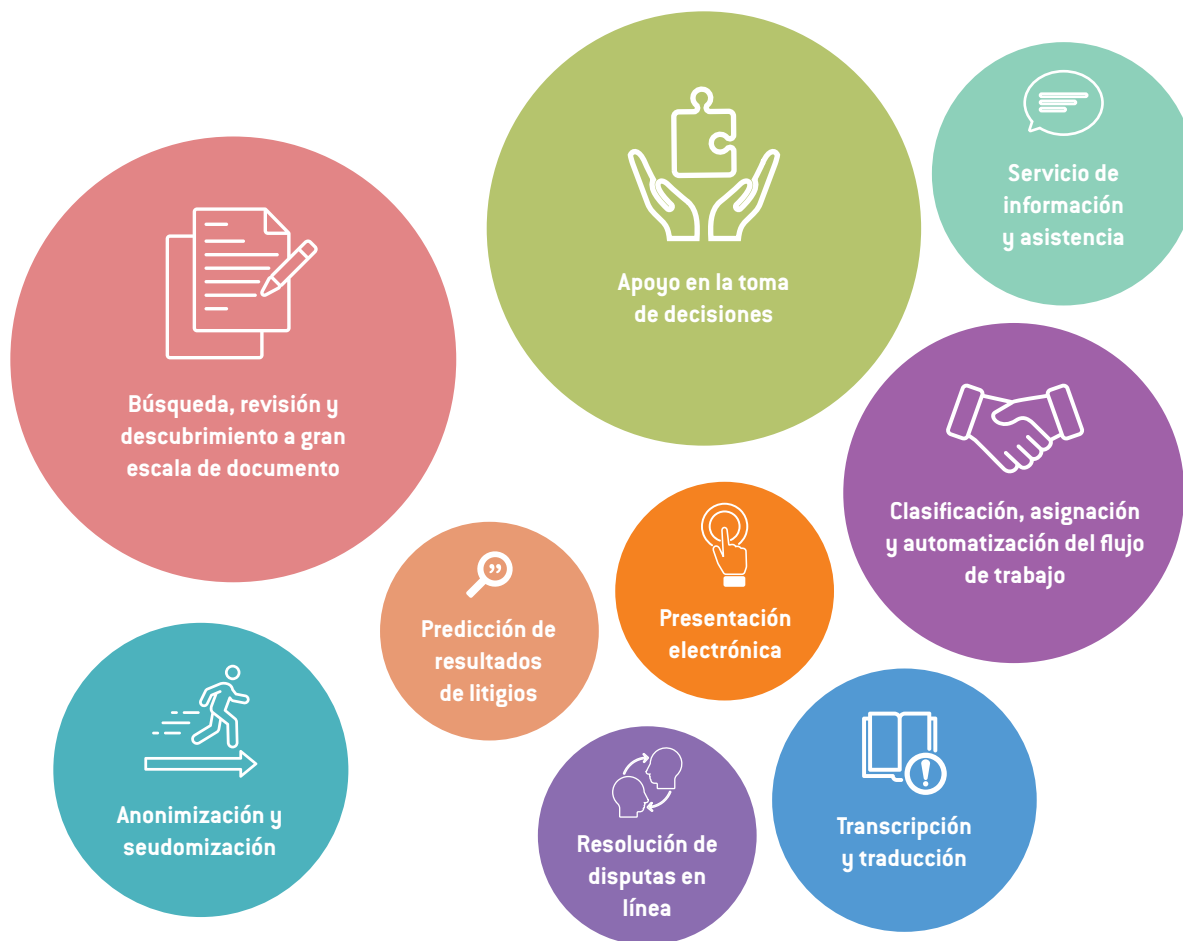 Servicio de
información
y asistencia
Apoyo en la toma
de decisiones
Búsqueda, revisión y
descubrimiento a gran
escala de documento
Clasificación, asignación
y automatización del flujo
de trabajo
Predicción de
resultados
de litigios
Presentación
electrónica
Anonimización y
seudomización
Resolución de
disputas en
línea
Transcripción
y traducción